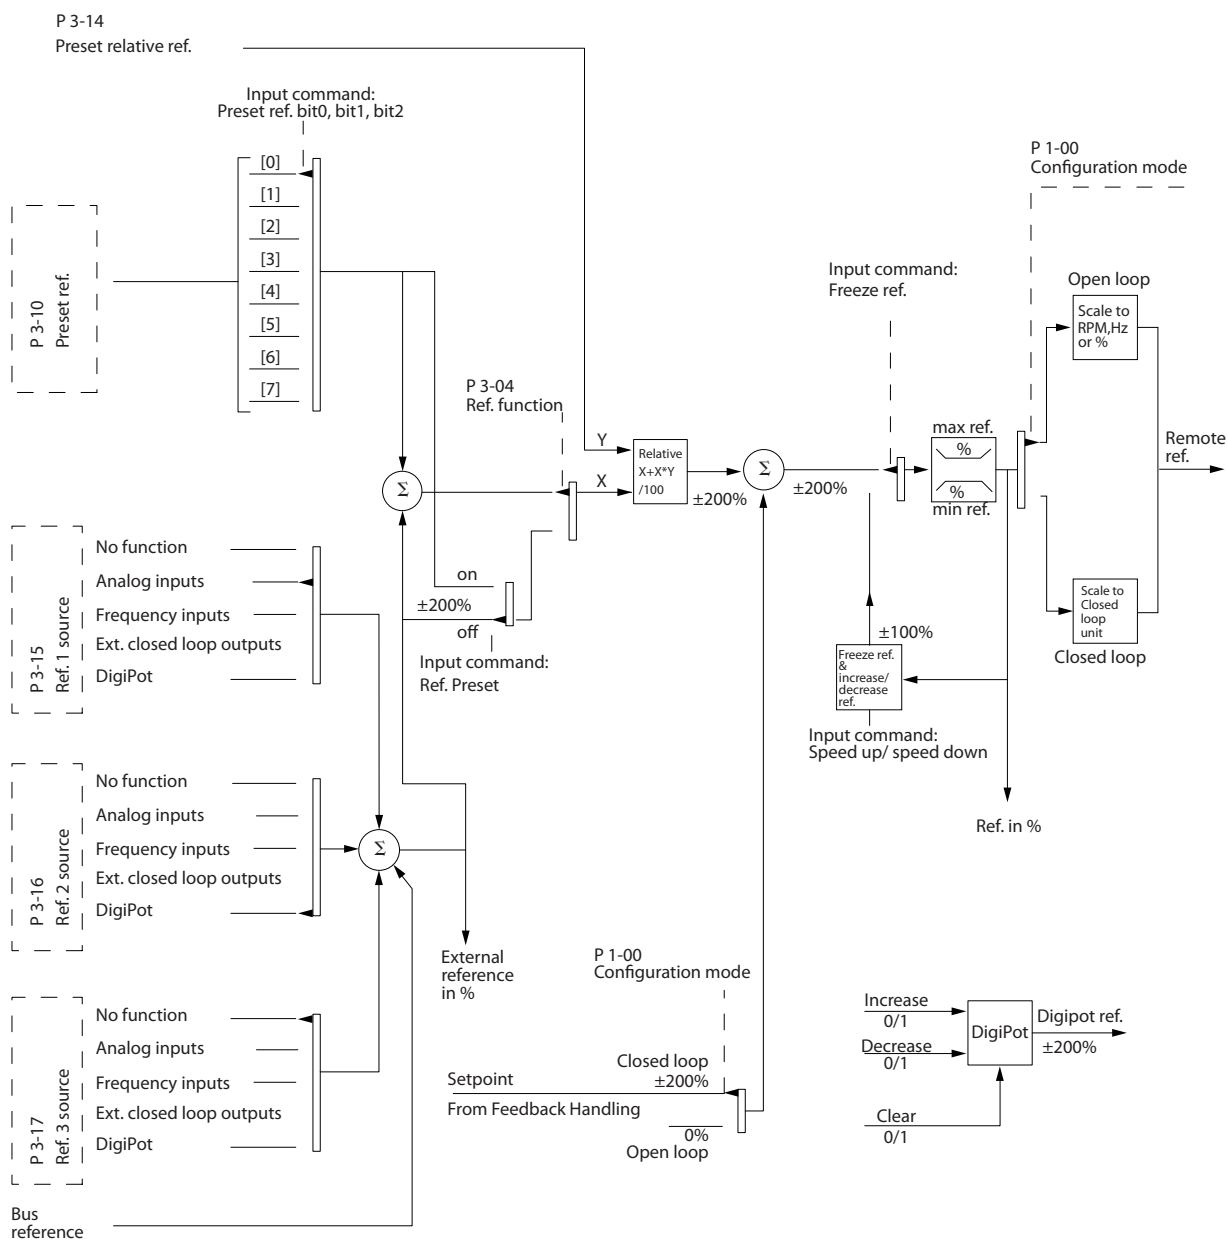 P 3-14
Preset relative ref.
Input command:
Preset ref. bit0, bit1, bit2
[0]
[1]
[2]
[3]
[4]
[5]
[6]
[7]
P 3-10
Preset ref.
P 1-00
Configuration mode
Input command:
Freeze ref.
Open loop
Scale to
RPM,Hz
or %
P 3-04
Ref. function
Y
X
Relative
X+X*Y
/100
±200%
Σ
±200%
max ref.
%
%
min ref.
Remote
ref.
Σ
P 3-15
Ref. 1 source
No function
Analog inputs
Frequency inputs
Ext. closed loop outputs
DigiPot
on
±200%
off
Input command:
Ref. Preset
Scale to
Closed
loop
unit
Closed loop
±100%
Freeze ref.
&
increase/
decrease
ref.
Input command:
Speed up/ speed down
Ref. in %
P 3-16
Ref. 2 source
No function
Analog inputs
Frequency inputs
Ext. closed loop outputs
DigiPot
Σ
External
reference
in %
P 1-00
Configuration mode
Closed loop
Setpoint
±200%
From Feedback Handling
0%
Open loop
Increase
0/1
Decrease
0/1
DigiPot
Digipot ref.
±200%
Clear
0/1
P 3-17
Ref. 3 source
No function
Analog inputs
Frequency inputs
Ext. closed loop outputs
DigiPot
Bus
reference